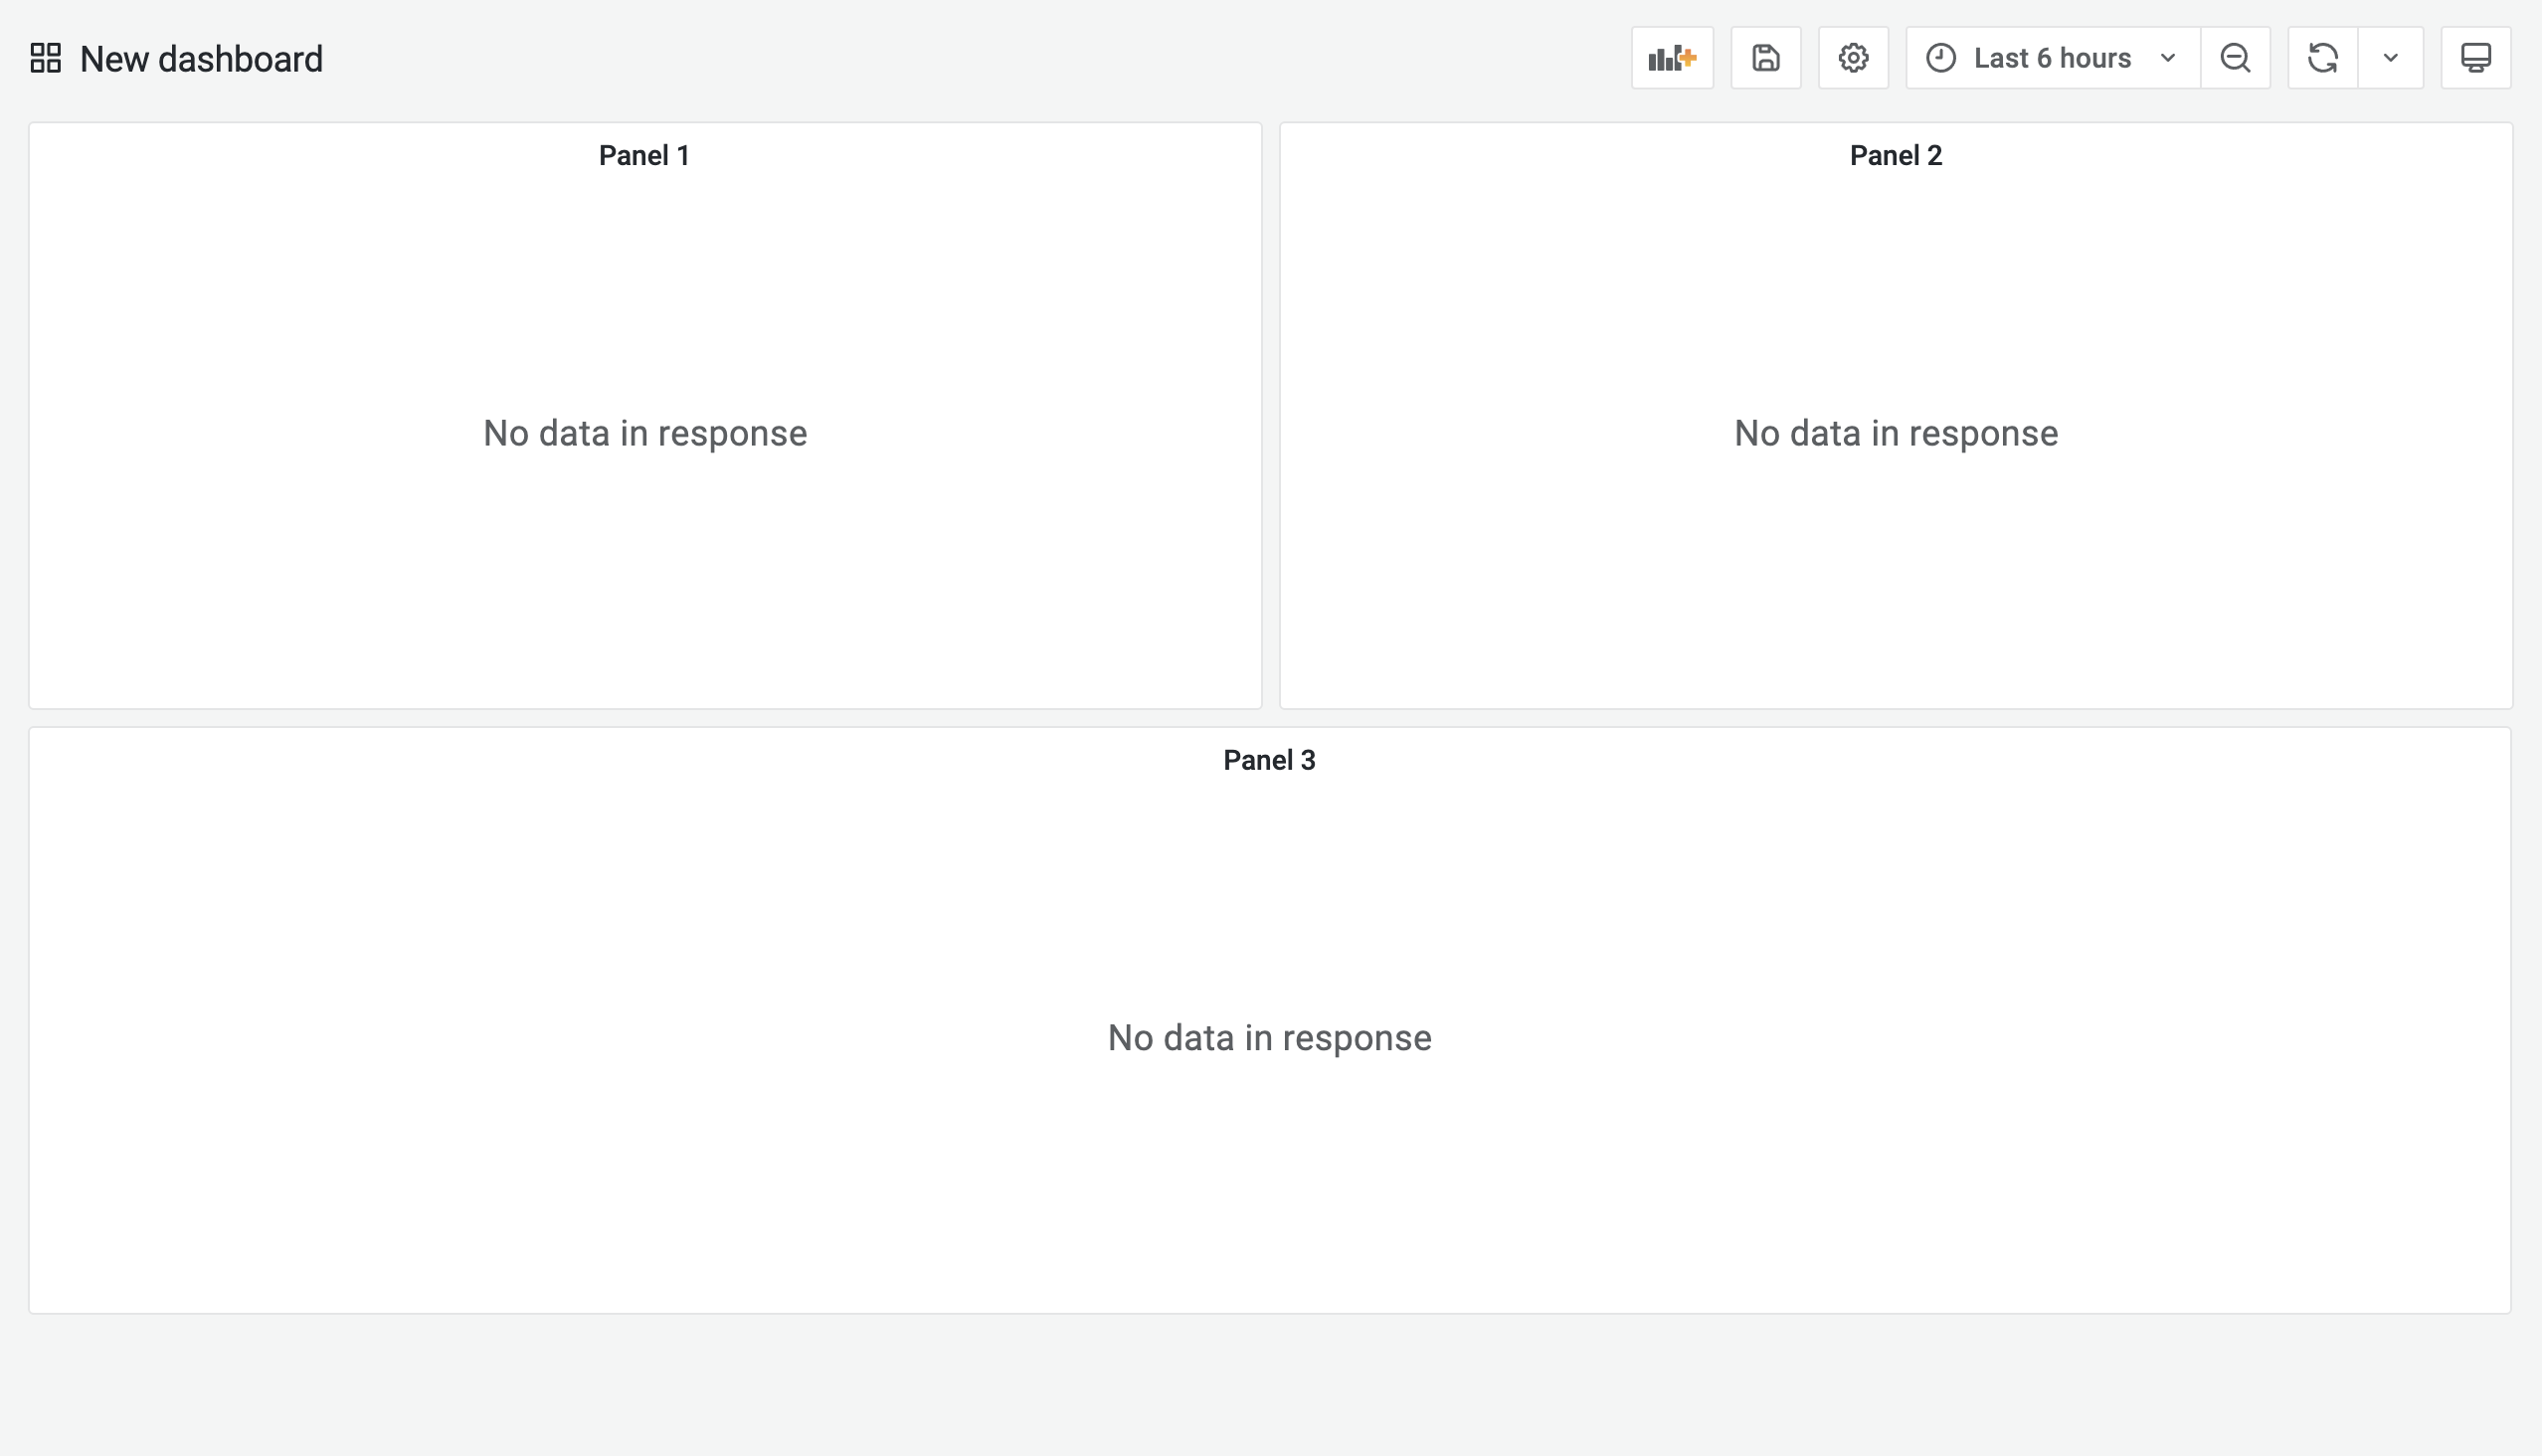 New dashboard
Last 6 hours
Panel 1
Panel 2
No data in response
No data in response
Panel 3
No data in response